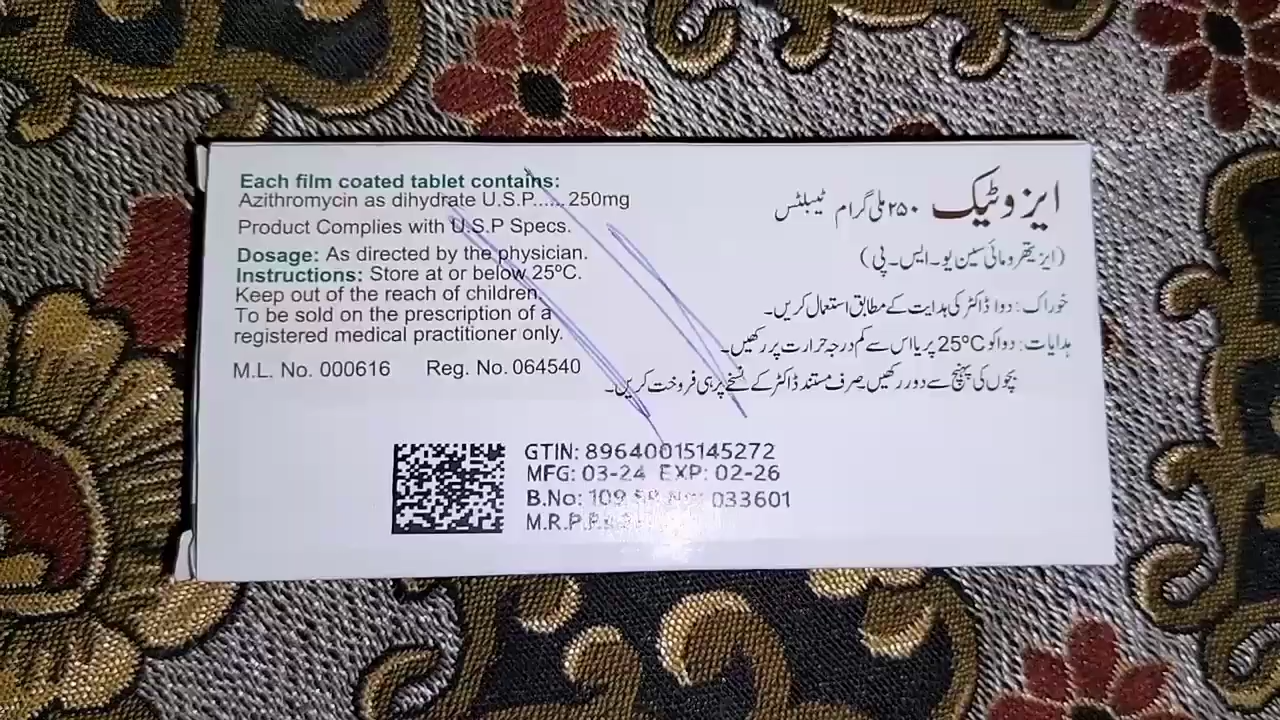 Each film coated tablet contains:
Azithromycin as dihydrate U.S.P...... 250mg
Product Complies with U.S.P Specs.
Dosage: As directed by the physician.
Instructions: Store at or below 25ºC.
Keep out of the reach of children.
To be sold on the prescription of a
registered medical practitioner only.
M.L. No. 000616 Reg. No. 064540
ایزوٹیک ۲۵۰ ملی گرام ٹیبلٹس
(ایزیتھرومائی سین یو۔ایس۔پی)
خوراک: دوا ڈاکٹر کی ہدایت کے مطابق استعمال کریں۔
ہدایات: دوا کو 25ºC پر یا اس سے کم درجہ حرارت پر رکھیں۔
بچوں کی پہنچ سے دور رکھیں۔ صرف مستند ڈاکٹر کے نسخے پر ہی فروخت کریں۔
GTIN: 89640015145272
MFG: 03-24 EXP: 02-26
B.No: 109 033601
M.R.P.